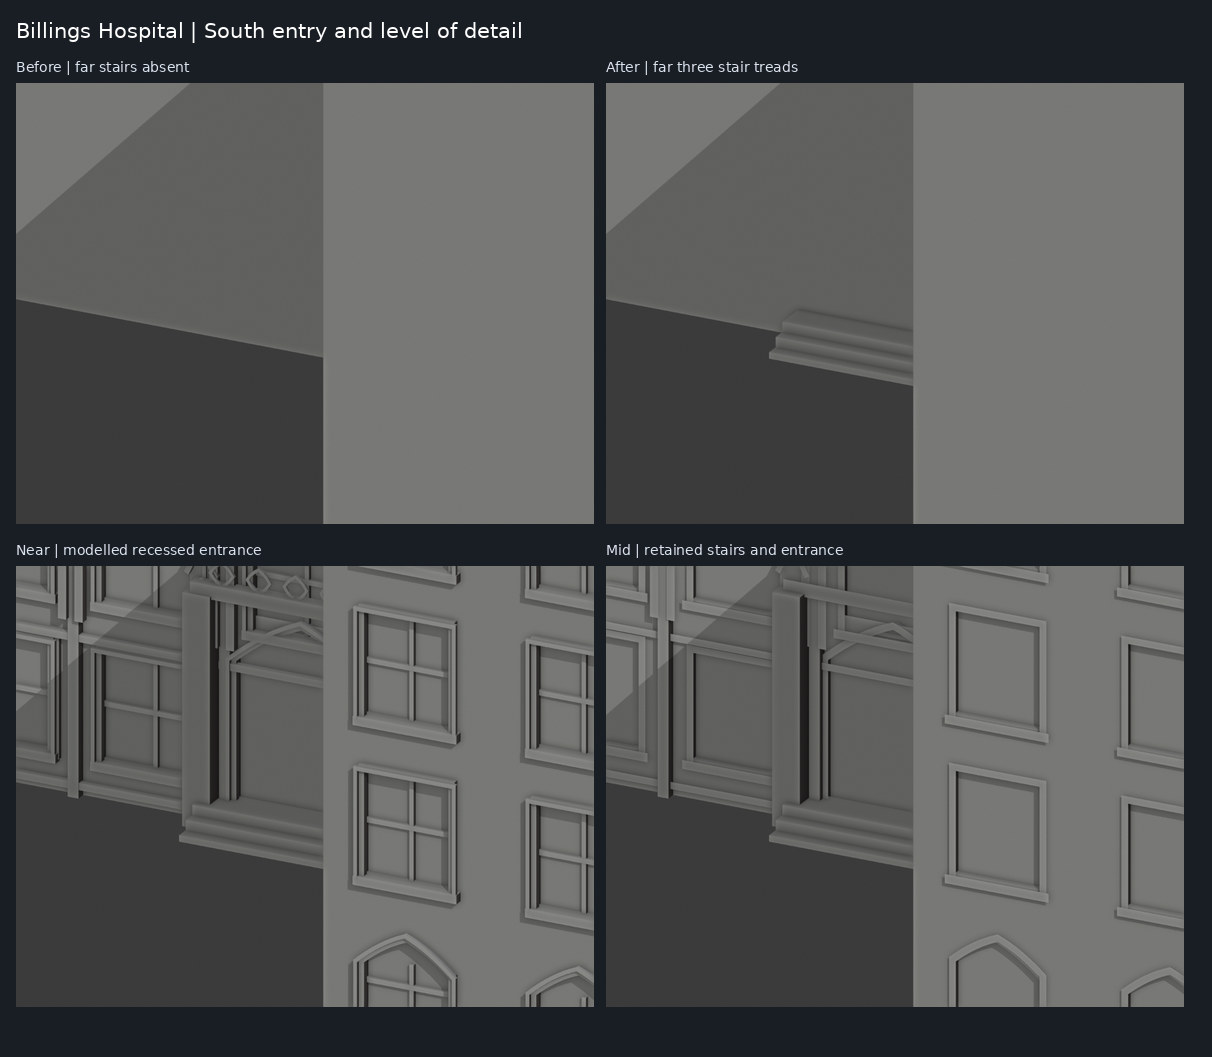 Billings Hospital | South entry and level of detail
Before | far stairs absent
After | far three stair treads
Near | modelled recessed entrance
Mid | retained stairs and entrance